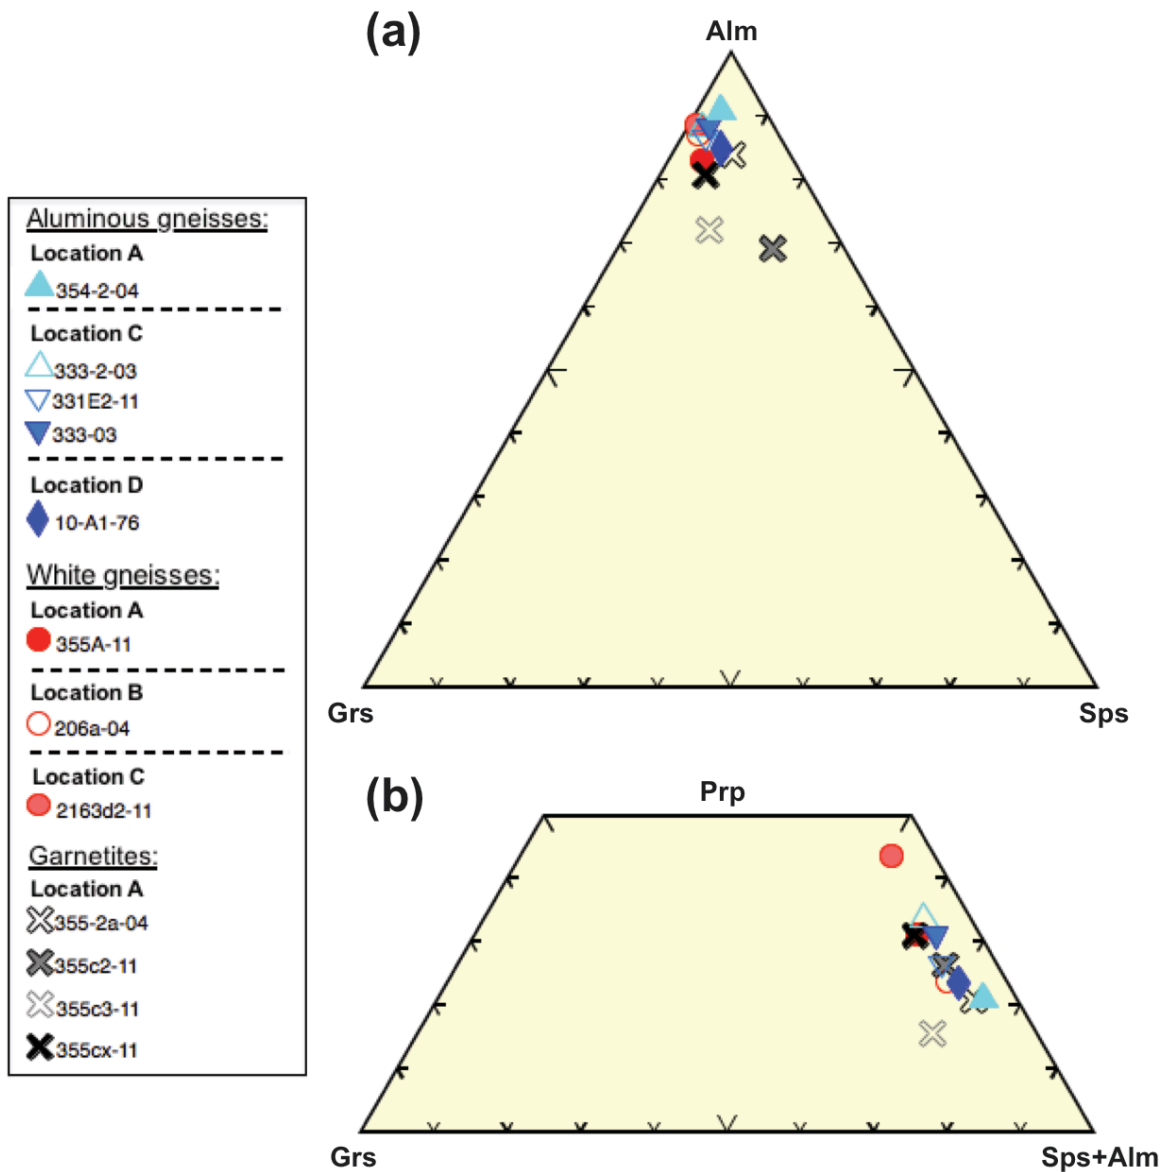 (a)
Alm
Grs
Sps
Aluminous gneisses:
Location A
354-2-04
Location C
333-2-03
331E2-11
333-03
Location D
10-A1-76
White gneisses:
Location A
355A-11
Location B
206a-04
Location C
2163d2-11
Garnetites:
Location A
355-2a-04
355c2-11
355c3-11
355cx-11
(b)
Prp
Grs
Sps+Alm